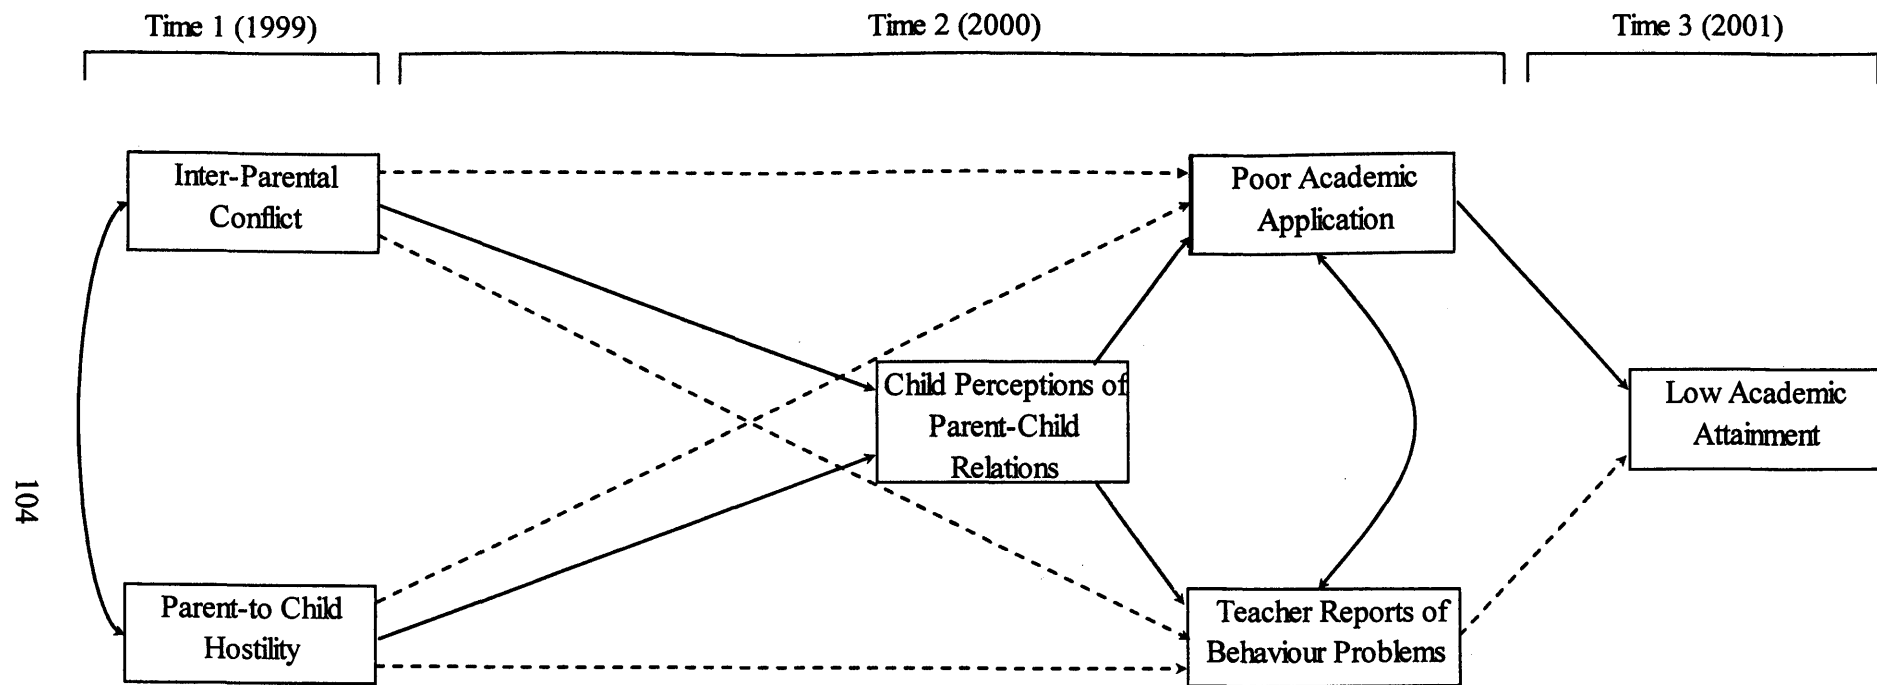 Time 1 (1999)
Time 2 (2000)
Time 3 (2001)
Inter-Parental
Conflict
Poor Academic
Application
Child Perceptions of
Parent-Child
Relations
Low Academic
Attainment
Parent-to Child
Hostility
Teacher Reports of
Behaviour Problems
104